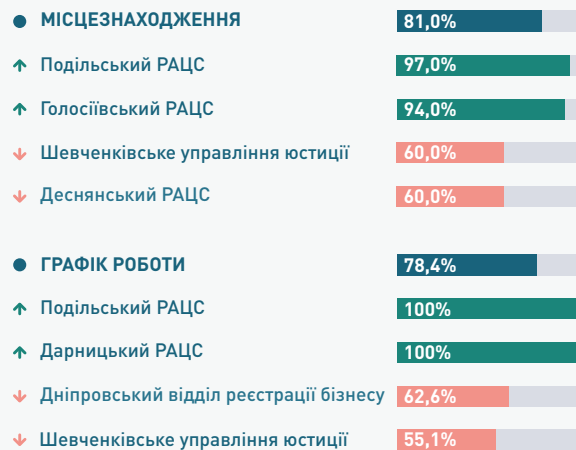 МІСЦЕЗНАХОДЖЕННЯ 81,0%
Подільський РАЦС 97,0%
Голосіївський РАЦС 94,0%
Шевченківське управління юстиції 60,0%
Деснянський РАЦС 60,0%
ГРАФІК РОБОТИ 78,4%
Подільський РАЦС 100%
Дарницький РАЦС 100%
Дніпровський відділ реєстрації бізнесу 62,6%
Шевченківське управління юстиції 55,1%